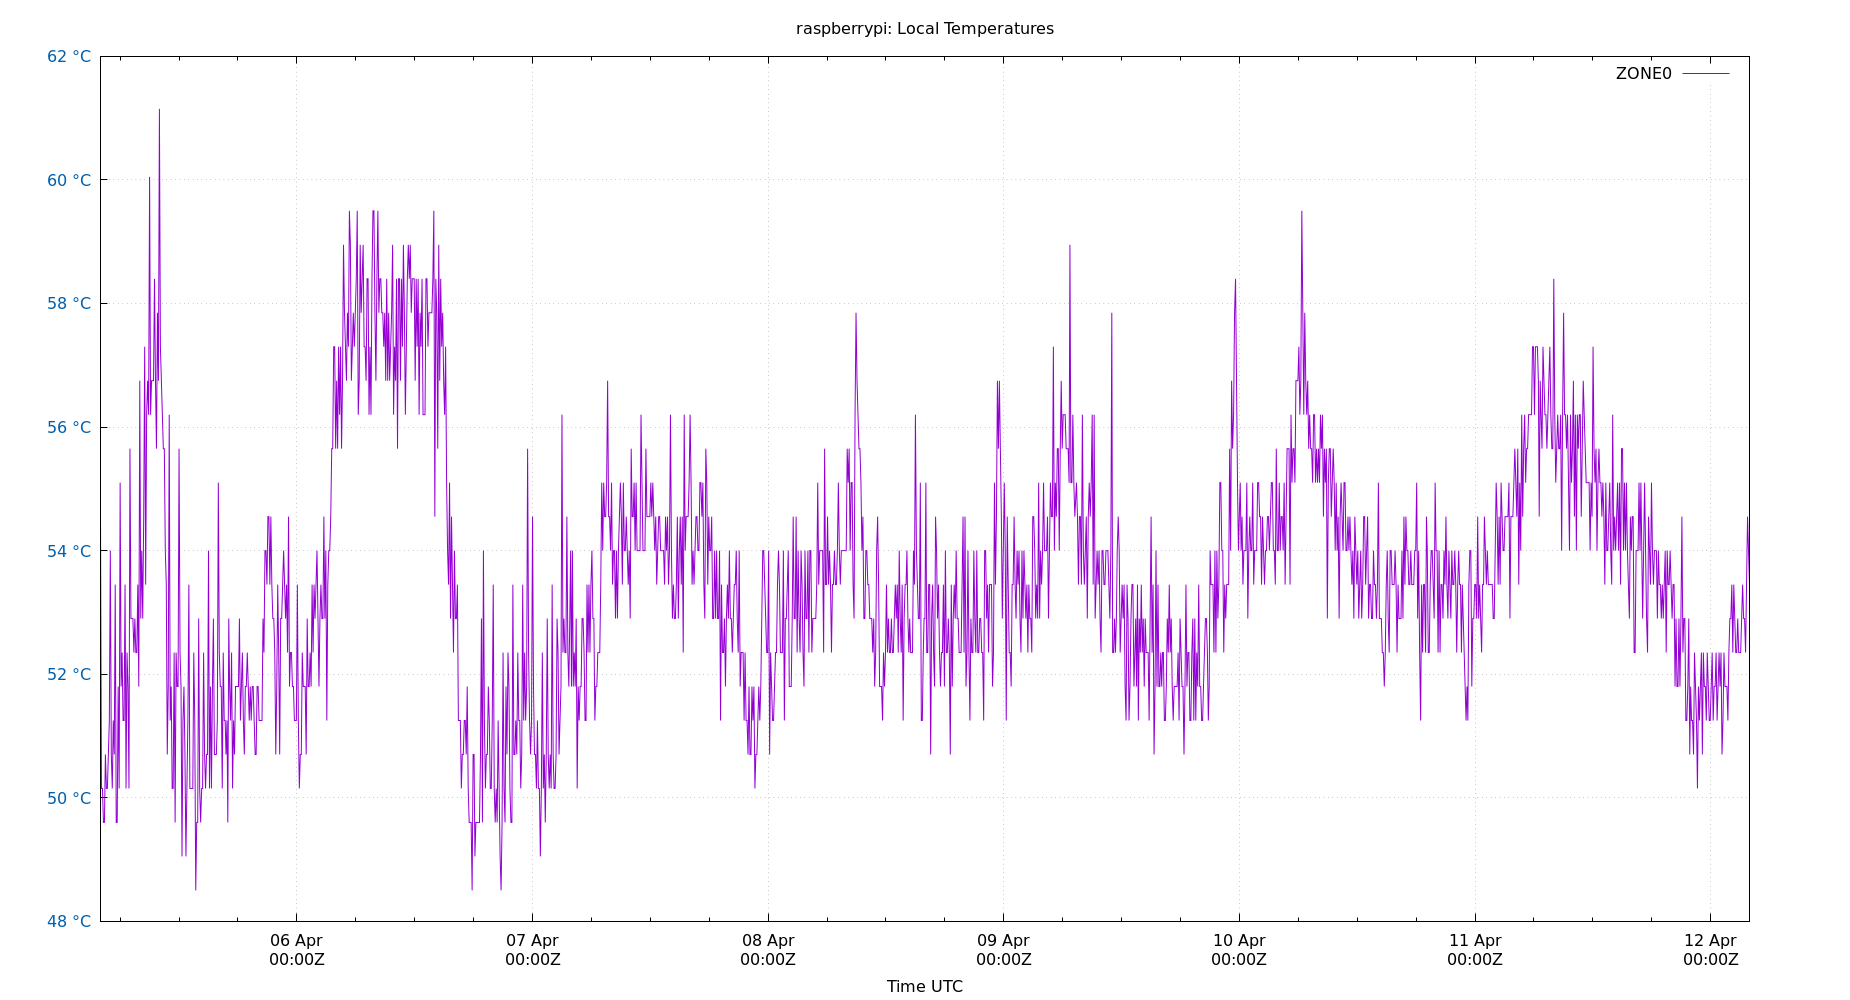 raspberrypi: Local Temperatures
ZONE0
62 °C
60 °C
58 °C
56 °C
54 °C
52 °C
50 °C
48 °C
06 Apr
00:00Z
07 Apr
00:00Z
08 Apr
00:00Z
09 Apr
00:00Z
10 Apr
00:00Z
11 Apr
00:00Z
12 Apr
00:00Z
Time UTC